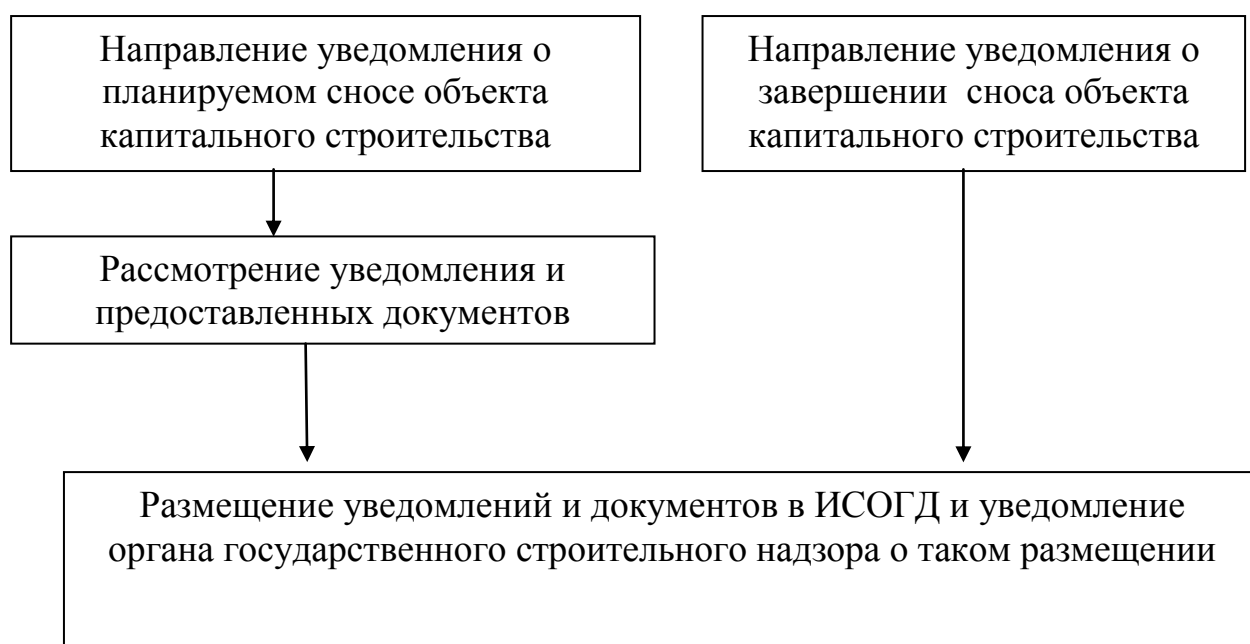 Направление уведомления о
планируемом сносе объекта
капитального строительства
Направление уведомления о
завершении  сноса объекта
капитального строительства
Рассмотрение уведомления и
предоставленных документов
Размещение уведомлений и документов в ИСОГД и уведомление
органа государственного строительного надзора о таком размещении